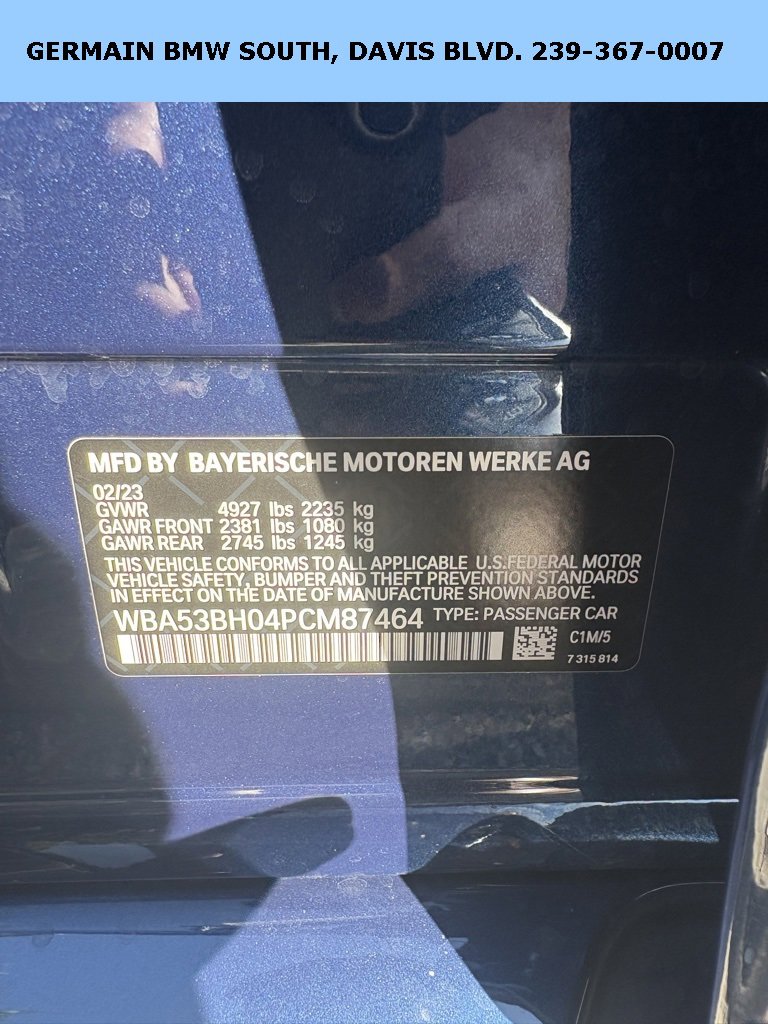 GERMAIN BMW SOUTH, DAVIS BLVD. 239-367-0007
MFD BY BAYERISCHE MOTOREN WERKE AG
02/23
GVWR 4927 lbs 2235 kg
GAWR FRONT 2381 lbs 1080 kg
GAWR REAR 2745 lbs 1245 kg
THIS VEHICLE CONFORMS TO ALL APPLICABLE U.S.FEDERAL MOTOR
VEHICLE SAFETY, BUMPER AND THEFT PREVENTION STANDARDS
IN EFFECT ON THE DATE OF MANUFACTURE SHOWN ABOVE.
WBA53BH04PCM87464 TYPE: PASSENGER CAR
C1M/5
7 315 814